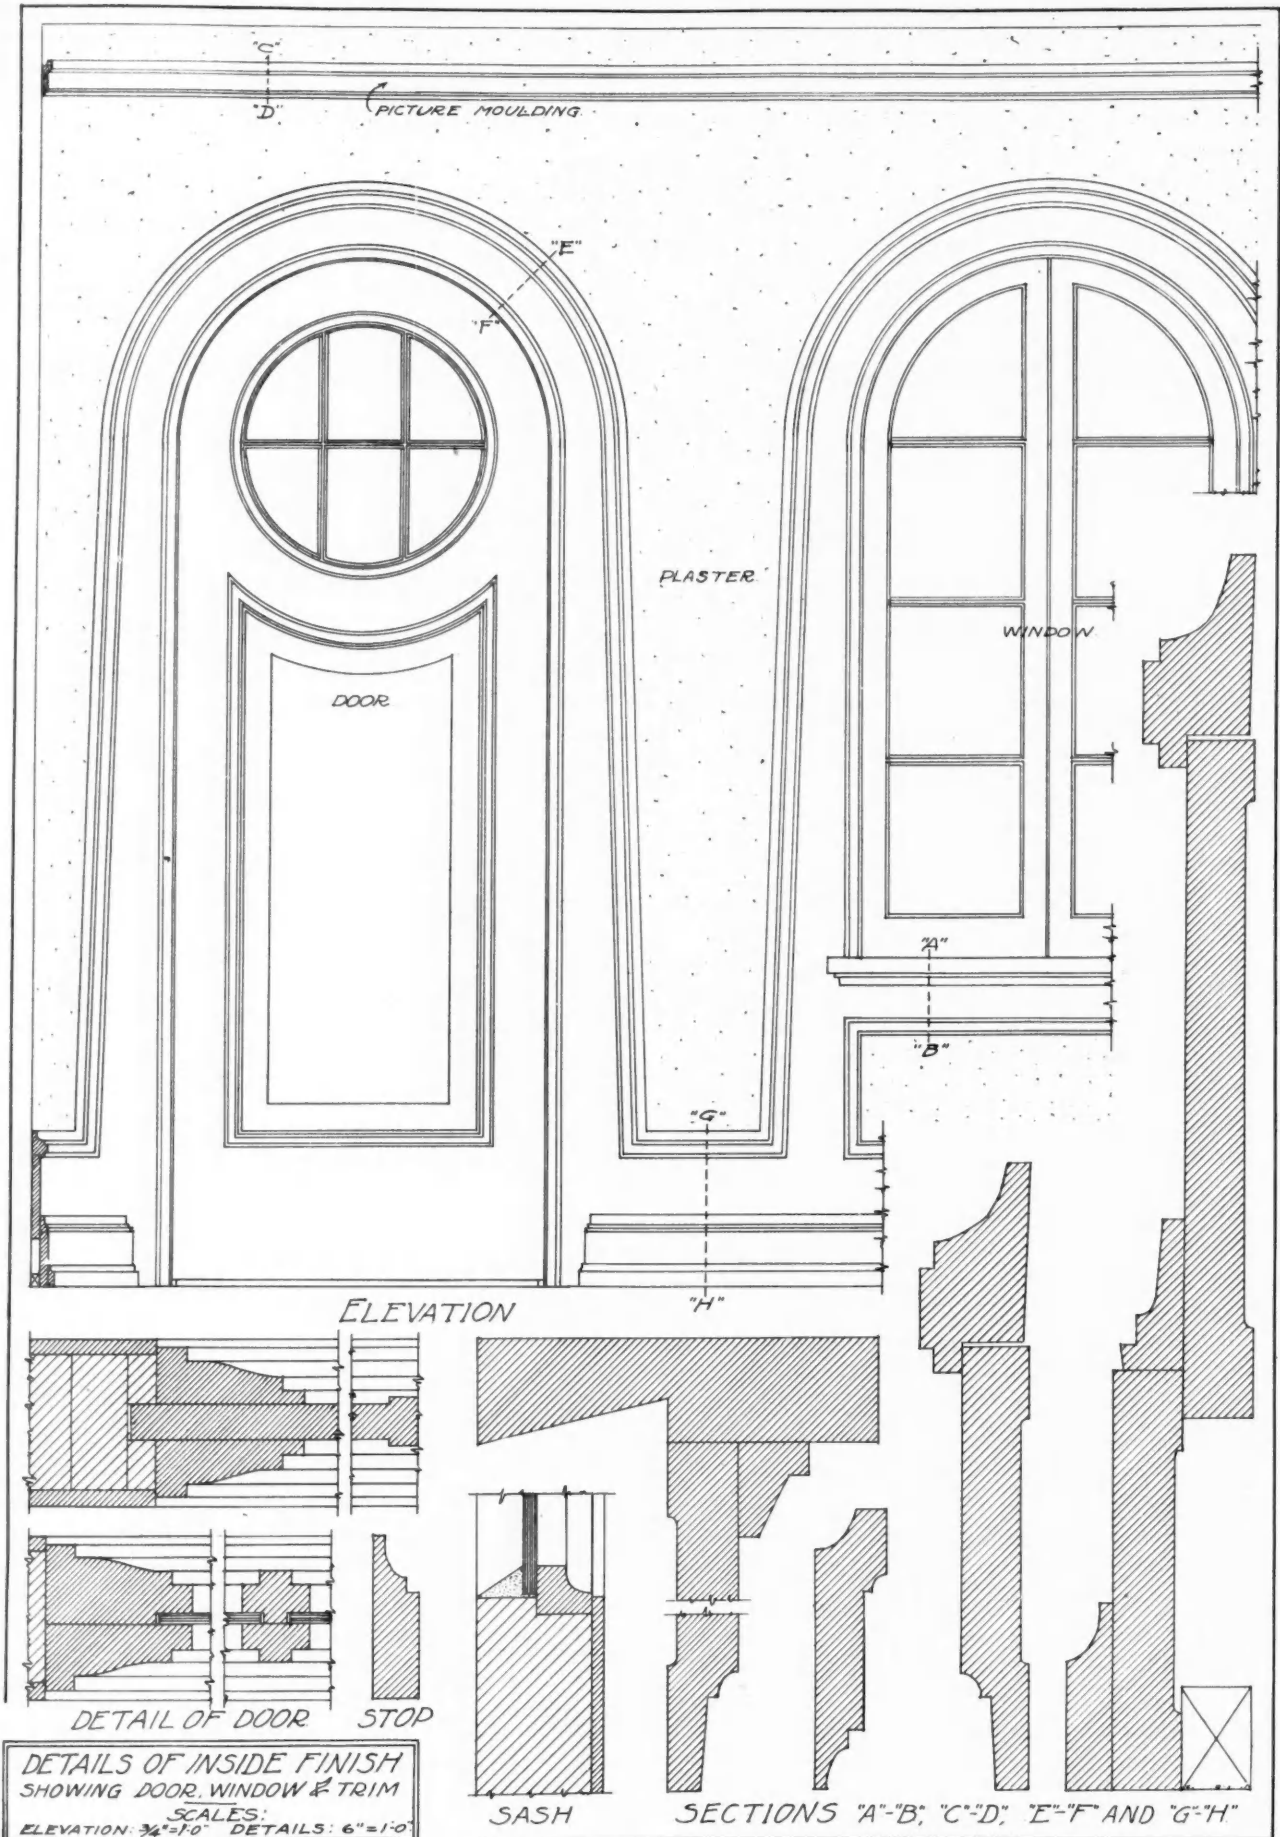 "C"
"D"
PICTURE MOULDING
"E"
"F"
PLASTER
WINDOW
DOOR
"A"
"B"
"G"
"H"
ELEVATION
DETAIL OF DOOR
STOP
SASH
SECTIONS "A"-"B", "C"-"D", "E"-"F" AND "G"-"H"
DETAILS OF INSIDE FINISH
SHOWING DOOR, WINDOW & TRIM
SCALES:
ELEVATION: 3/4"=1'-0" DETAILS: 6"=1'-0"